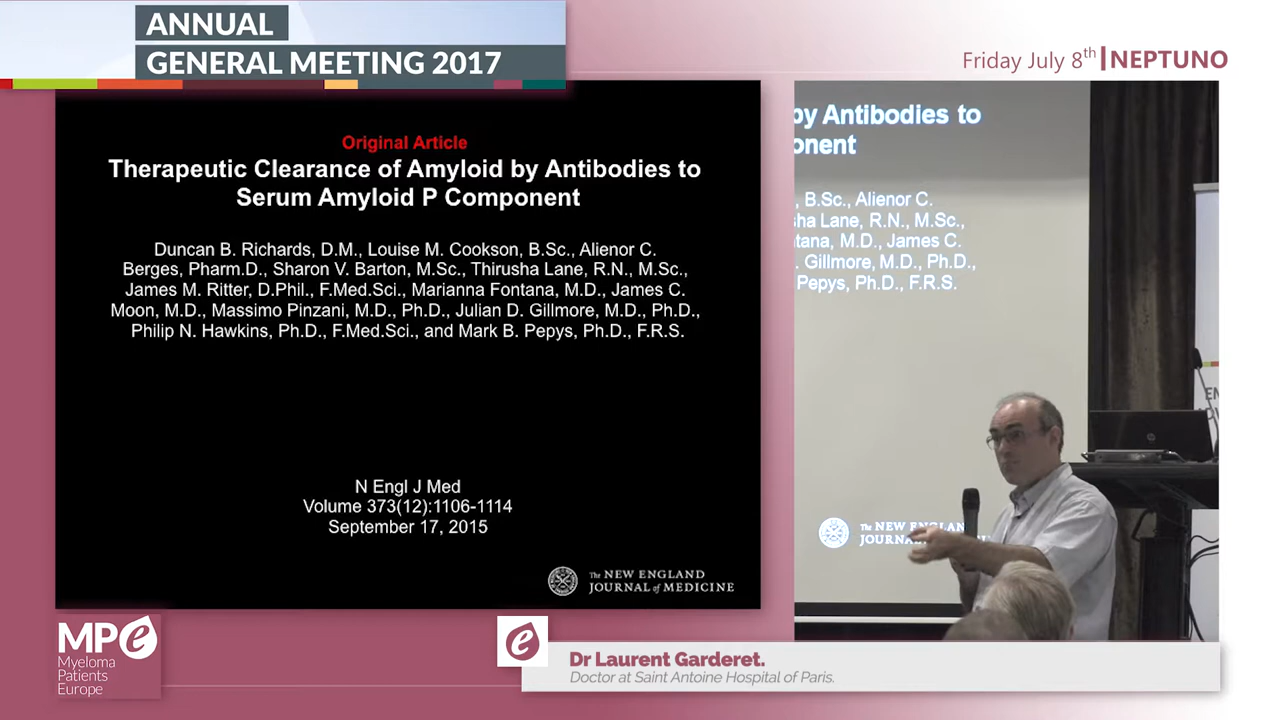 ANNUAL
GENERAL MEETING 2017
Friday July 8th | NEPTUNO
Original Article
Therapeutic Clearance of Amyloid by Antibodies to
Serum Amyloid P Component
Duncan B. Richards, D.M., Louise M. Cookson, B.Sc., Alienor C.
Berges, Pharm.D., Sharon V. Barton, M.Sc., Thirusha Lane, R.N., M.Sc.,
James M. Ritter, D.Phil., F.Med.Sci., Marianna Fontana, M.D., James C.
Moon, M.D., Massimo Pinzani, M.D., Ph.D., Julian D. Gillmore, M.D., Ph.D.,
Philip N. Hawkins, Ph.D., F.Med.Sci., and Mark B. Pepys, Ph.D., F.R.S.
N Engl J Med
Volume 373(12):1106-1114
September 17, 2015
The NEW ENGLAND
JOURNAL of MEDICINE
by Antibodies to
onent
, B.Sc., Alienor C.
sha Lane, R.N., M.Sc.,
ntana, M.D., James C.
. Gillmore, M.D., Ph.D.,
Pepys, Ph.D., F.R.S.
The NEW ENGLAN
JOURNAL
MPe
Myeloma
Patients
Europe
e
Dr Laurent Garderet.
Doctor at Saint Antoine Hospital of Paris.